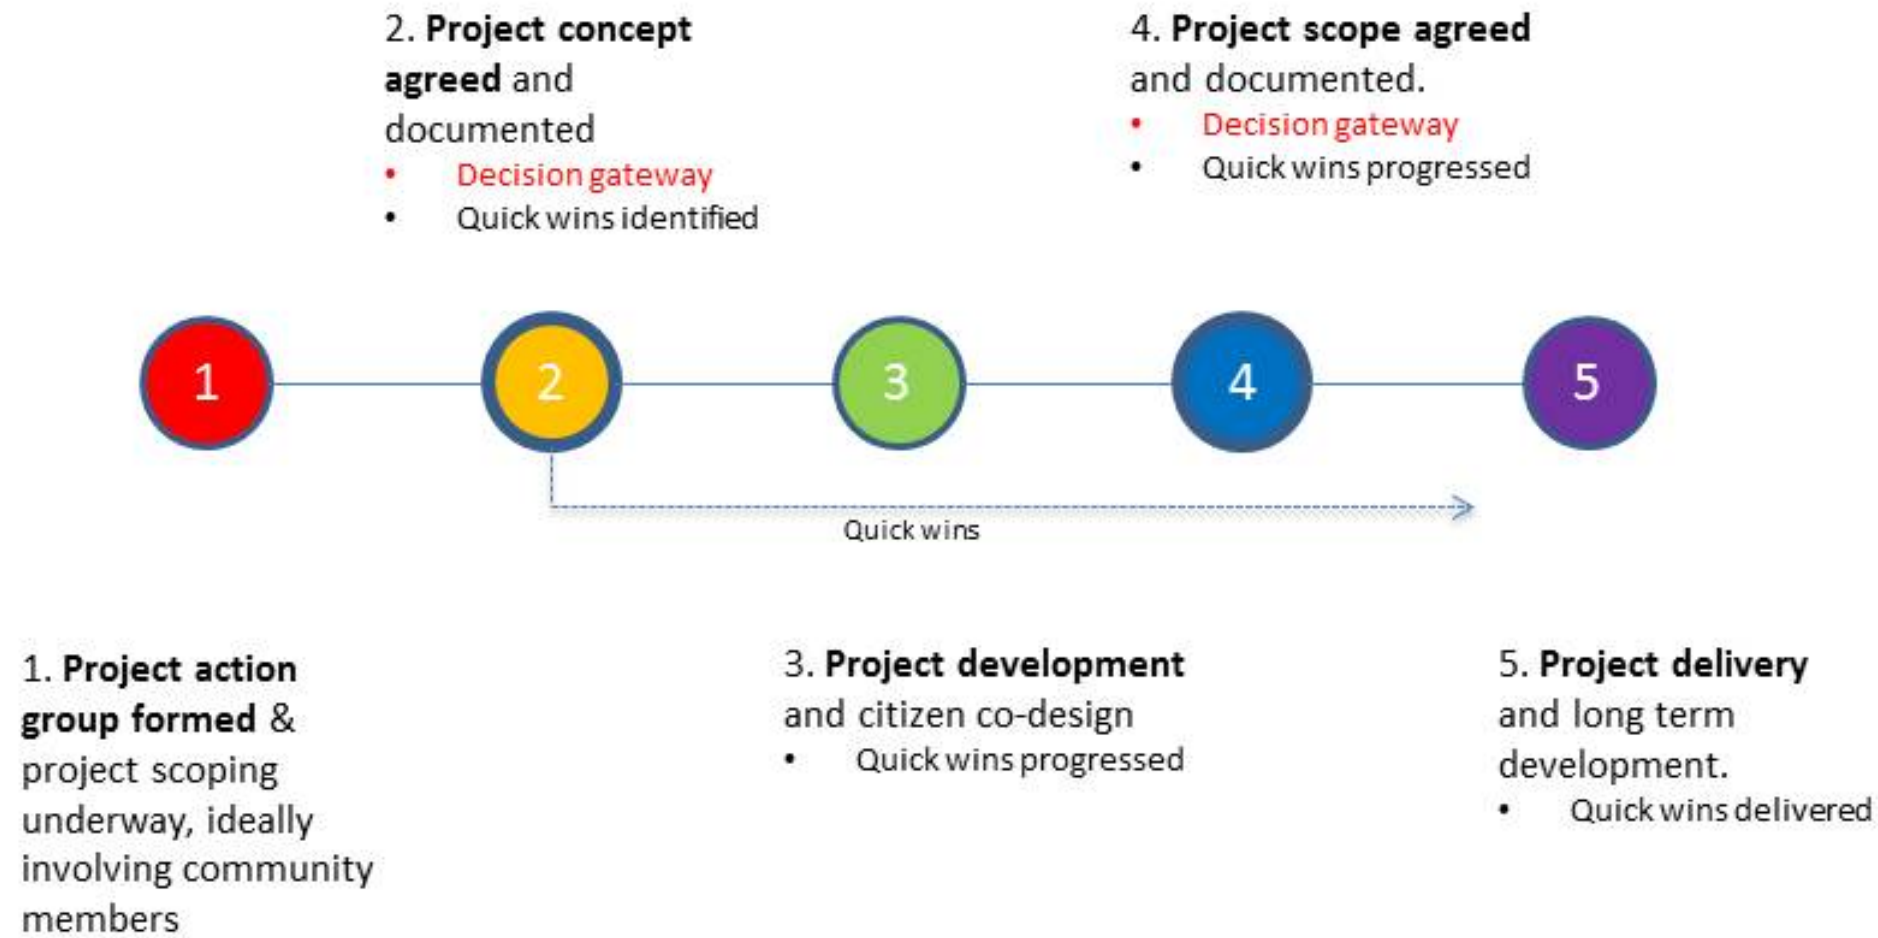 2. Project concept
agreed and
documented
• Decision gateway
• Quick wins identified
4. Project scope agreed
and documented.
• Decision gateway
• Quick wins progressed
1
2
3
4
5
Quick wins
1. Project action
group formed &
project scoping
underway, ideally
involving community
members
3. Project development
and citizen co-design
• Quick wins progressed
5. Project delivery
and long term
development.
• Quick wins delivered